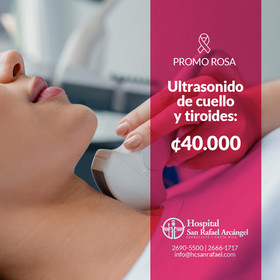 PROMO ROSA
Ultrasonido
de cuello
y tiroides:
₡40.000
Hospital
San Rafael Arcángel
2690-5500 | 2666-1717
info@hcsanrafael.com